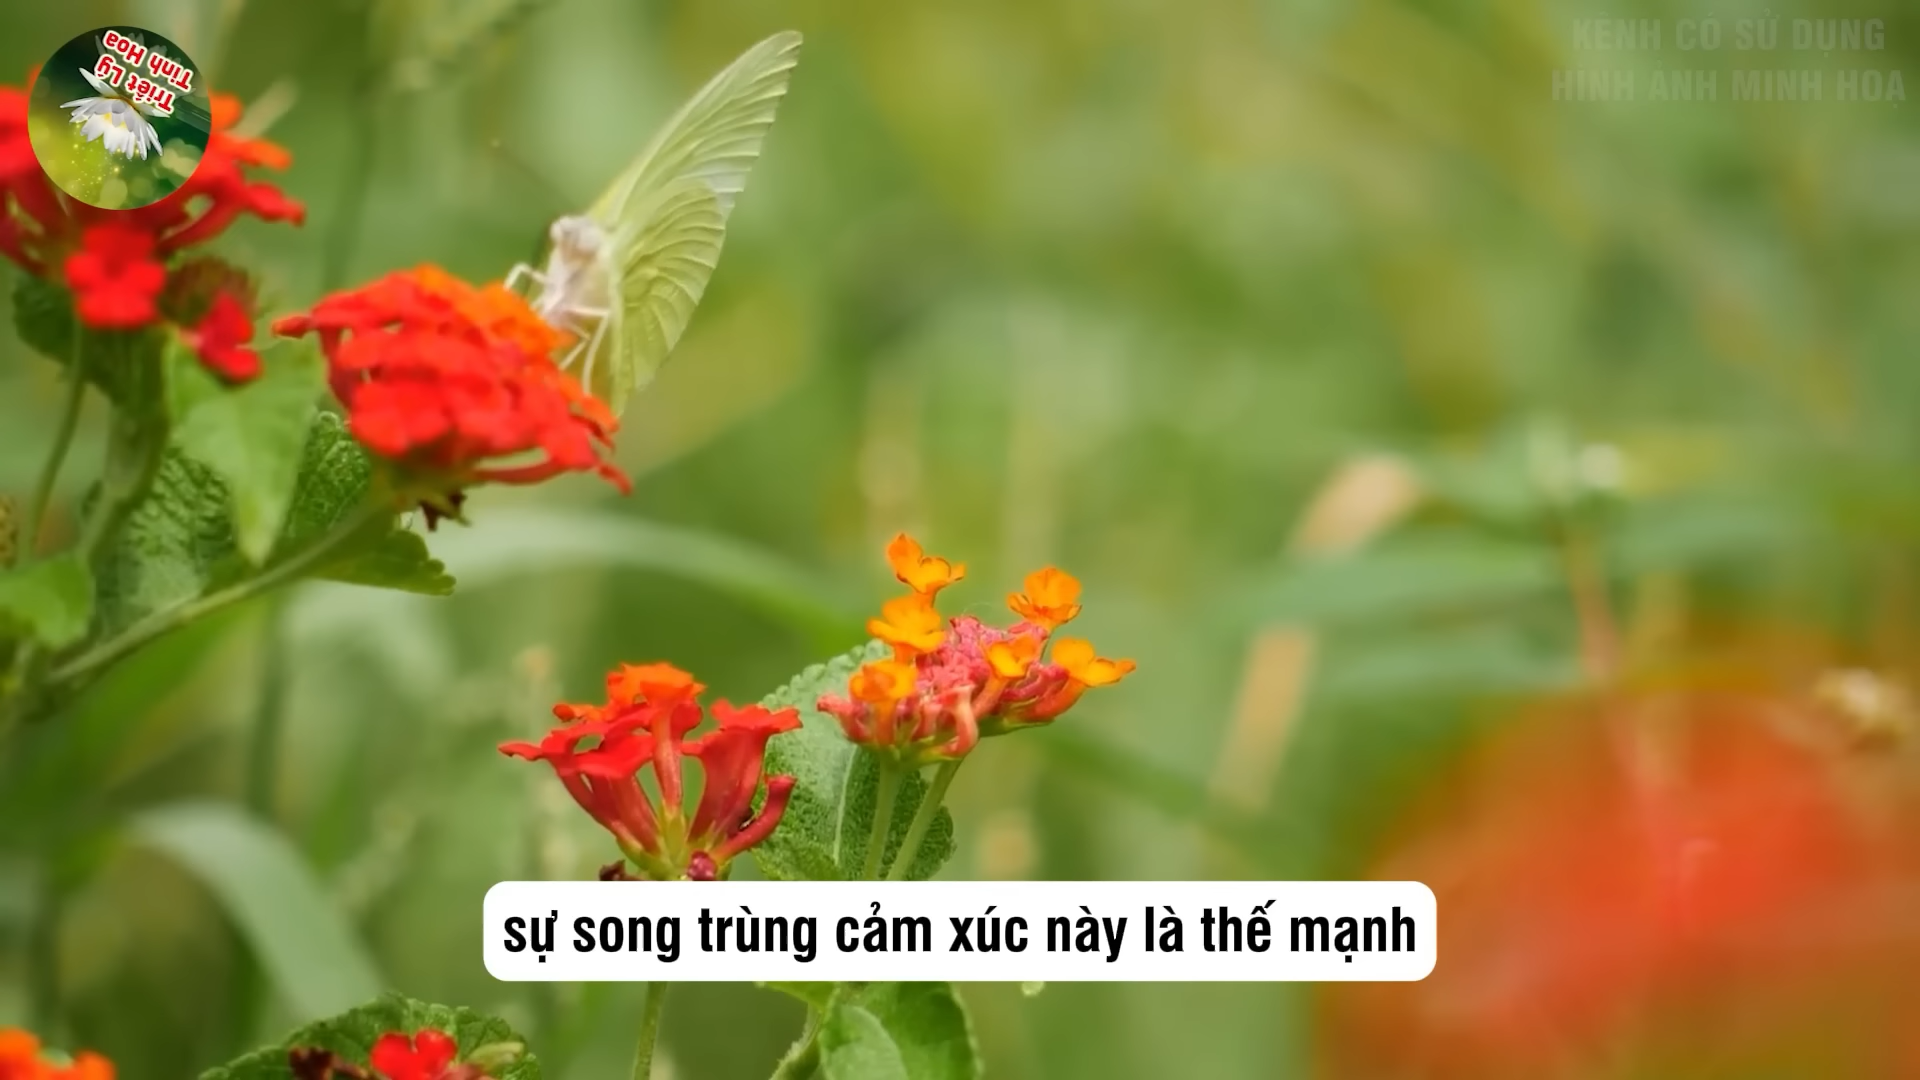 Triết Lý
Tinh Hoa
KÊNH CÓ SỬ DỤNG
HÌNH ẢNH MINH HOẠ
sự song trùng cảm xúc này là thế mạnh